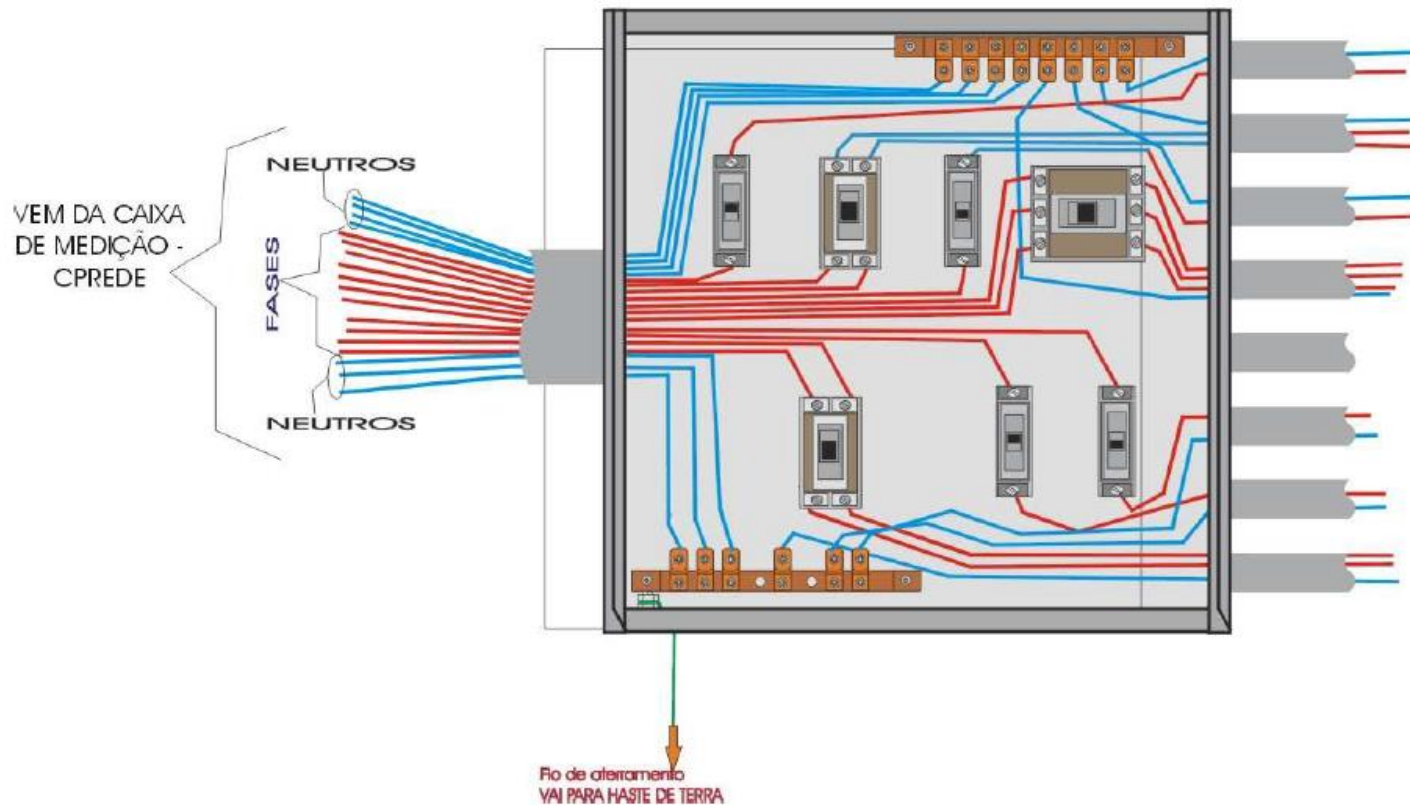 NEUTROS
VEM DA CAIXA
DE MEDIÇÃO -
CPREDE
FASES
NEUTROS
Fio de aterramento
VAI PARA HASTE DE TERRA